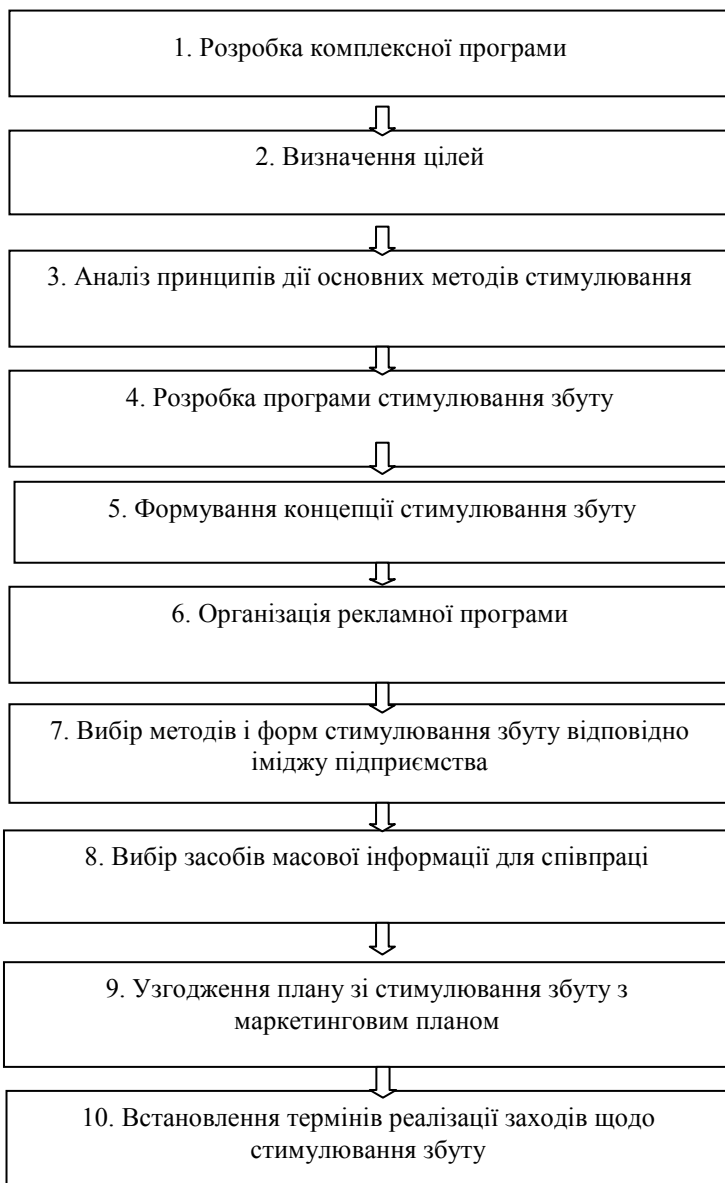 1. Розробка комплексної програми
2. Визначення цілей
3. Аналіз принципів дії основних методів стимулювання
4. Розробка програми стимулювання збуту
5. Формування концепції стимулювання збуту
6. Організація рекламної програми
7. Вибір методів і форм стимулювання збуту відповідно
іміджу підприємства
8. Вибір засобів масової інформації для співпраці
9. Узгодження плану зі стимулювання збуту з
маркетинговим планом
10. Встановлення термінів реалізації заходів щодо
стимулювання збуту